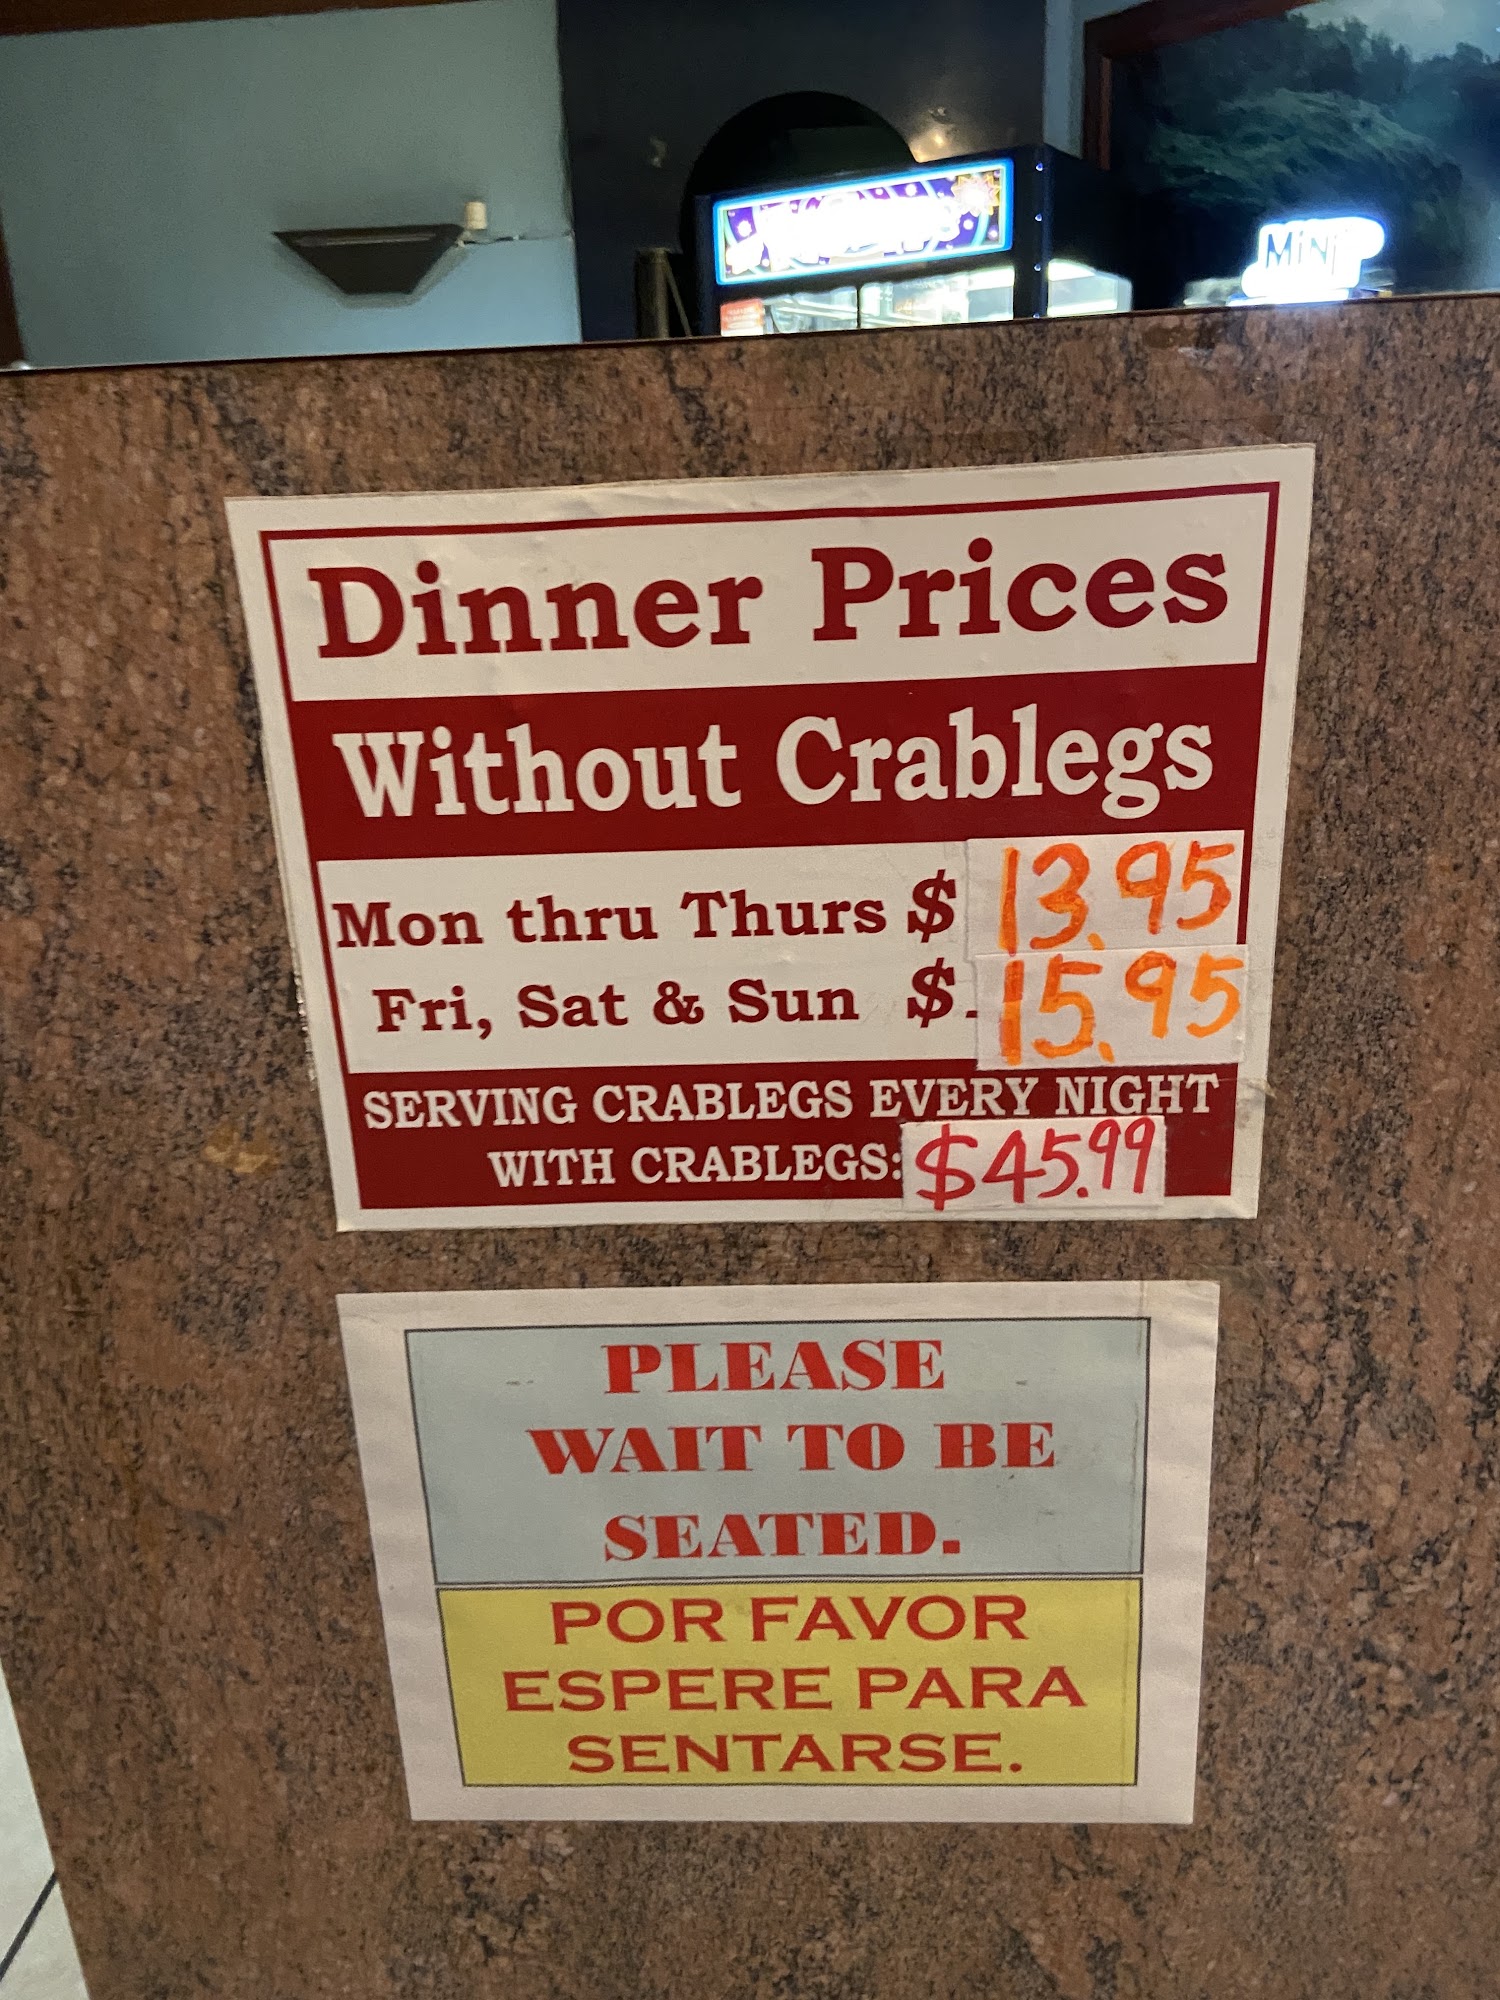 MINI
Dinner Prices
Without Crablegs
Mon thru Thurs $ 13.95
Fri, Sat & Sun $. 15.95
SERVING CRABLEGS EVERY NIGHT
WITH CRABLEGS: $45.99
PLEASE
WAIT TO BE
SEATED.
POR FAVOR
ESPERE PARA
SENTARSE.